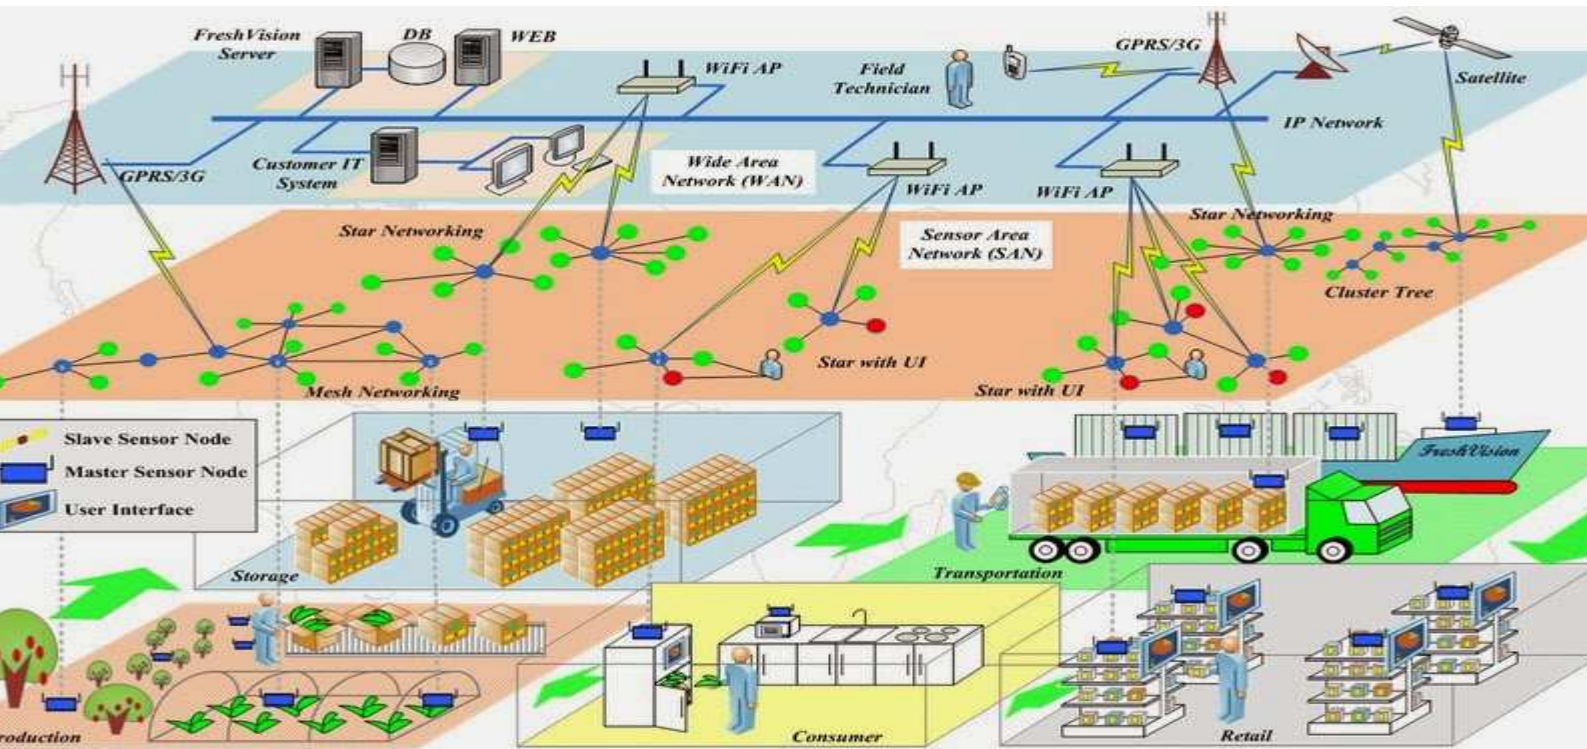 FreshVision
Server
DB
WEB
WiFi AP
Field
Technician
GPRS/3G
Satellite
IP Network
GPRS/3G
Customer IT
System
Wide Area
Network (WAN)
WiFi AP
WiFi AP
Star Networking
Sensor Area
Network (SAN)
Star Networking
Cluster Tree
Mesh Networking
Star with UI
Star with UI
Slave Sensor Node
Master Sensor Node
User Interface
FreshVision
Storage
Transportation
roduction
Consumer
Retail